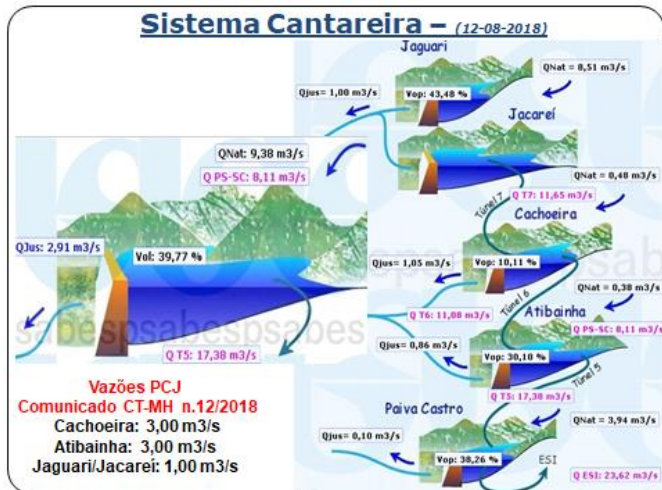 Sistema Cantareira – (12-08-2018)
Jaguari
QNat = 8,51 m3/s
Qjus= 1,00 m3/s
Vop: 43,48 %
Jacareí
QNat: 9,38 m3/s
Q PS-SC: 8,11 m3/s
QNat = 0,48 m3/s
Q T7: 11,65 m3/s
Túnel 7
Cachoeira
QJus: 2,91 m3/s
Vol: 39,77 %
Qjus= 1,05 m3/s
Vop: 10,11 %
QNat = 0,38 m3/s
Túnel 6
Q T6: 11,08 m3/s
Atibainha
Q PS-SC: 8,11 m3/s
sabespsabespsabes
Qjus= 0,86 m3/s
Vop: 30,10 %
Q T5: 17,38 m3/s
Túnel 5
Q T5: 17,38 m3/s
Vazões PCJ
Comunicado CT-MH n.12/2018
Cachoeira: 3,00 m3/s
Atibainha: 3,00 m3/s
Jaguari/Jacareí: 1,00 m3/s
Paiva Castro
QNat = 3,94 m3/s
Qjus= 0,10 m3/s
Vop: 38,26 %
ESI
Q ESI: 23,62 m3/s